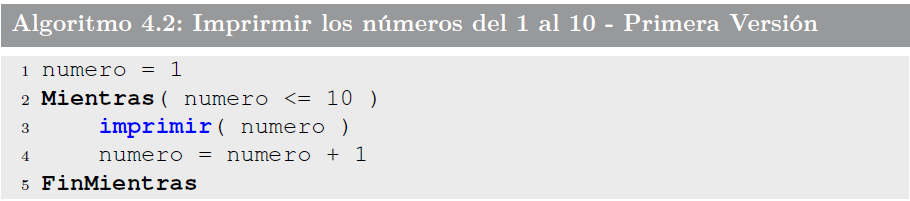 Algoritmo 4.2: Imprirmir los números del 1 al 10 - Primera Versión
1 numero = 1
2 Mientras( numero <= 10 )
3     imprimir( numero )
4     numero = numero + 1
5 FinMientras